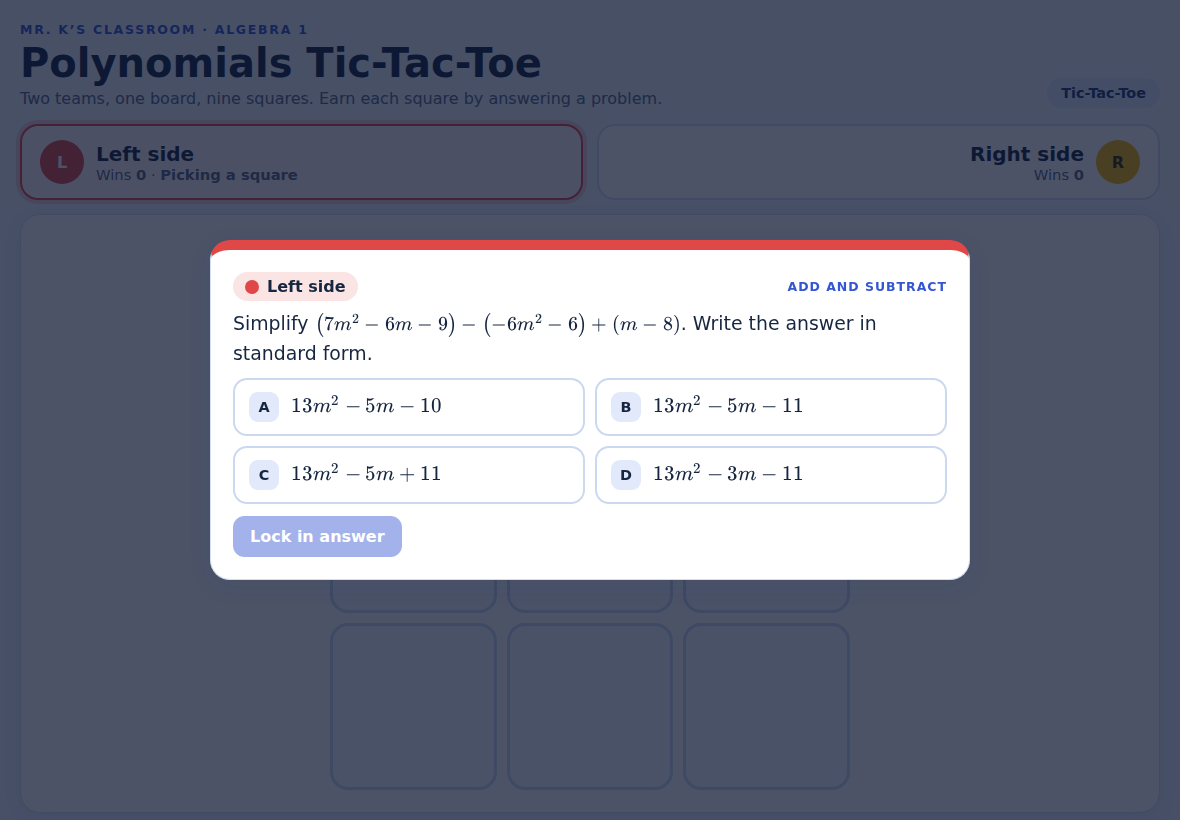 MR. K'S CLASSROOM · ALGEBRA 1
Polynomials Tic-Tac-Toe
Two teams, one board, nine squares. Earn each square by answering a problem.
Tic-Tac-Toe
L
Left side
Wins 0 · Picking a square
Right side
Wins 0
R
Left side
ADD AND SUBTRACT
Simplify (7m² − 6m − 9) − (−6m² − 6) + (m − 8). Write the answer in
standard form.
A 13m² − 5m − 10
B 13m² − 5m − 11
C 13m² − 5m + 11
D 13m² − 3m − 11
Lock in answer